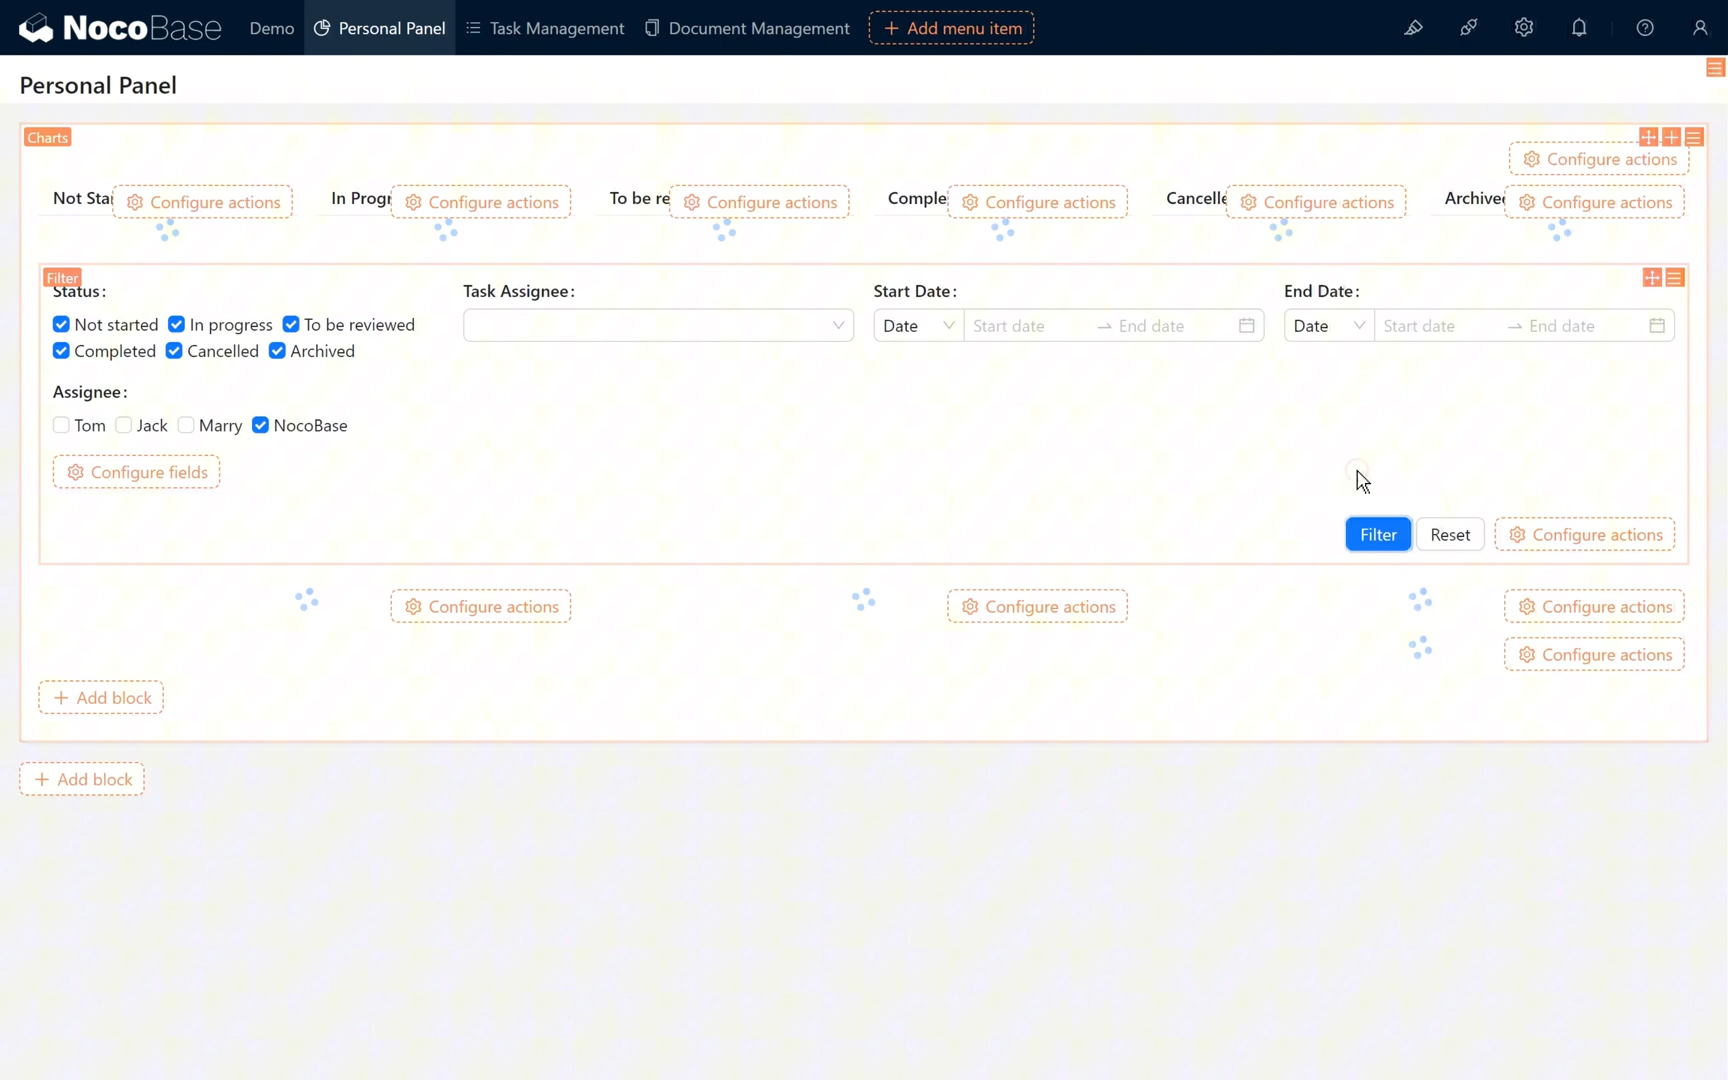 NocoBase Demo Personal Panel Task Management Document Management Add menu item
Personal Panel
Charts
Configure actions
Not Sta Configure actions In Progr Configure actions To be re Configure actions Comple Configure actions Cancelle Configure actions Archive Configure actions
Filter
Status: Task Assignee: Start Date: End Date:
Not started In progress To be reviewed Date Start date End date Date Start date End date
Completed Cancelled Archived
Assignee:
Tom Jack Marry NocoBase
Configure fields
Filter Reset Configure actions
Configure actions Configure actions Configure actions
Configure actions
Add block
Add block